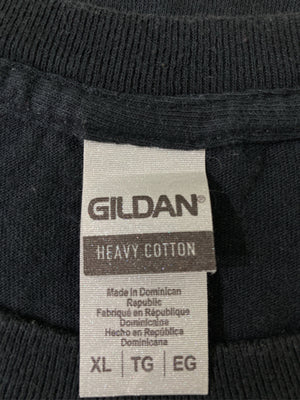 GILDAN®
HEAVY COTTON
Made in Dominican
Republic
Fabriqué en République
Dominicaine
Hecho en República
Dominicana
XL | TG | EG